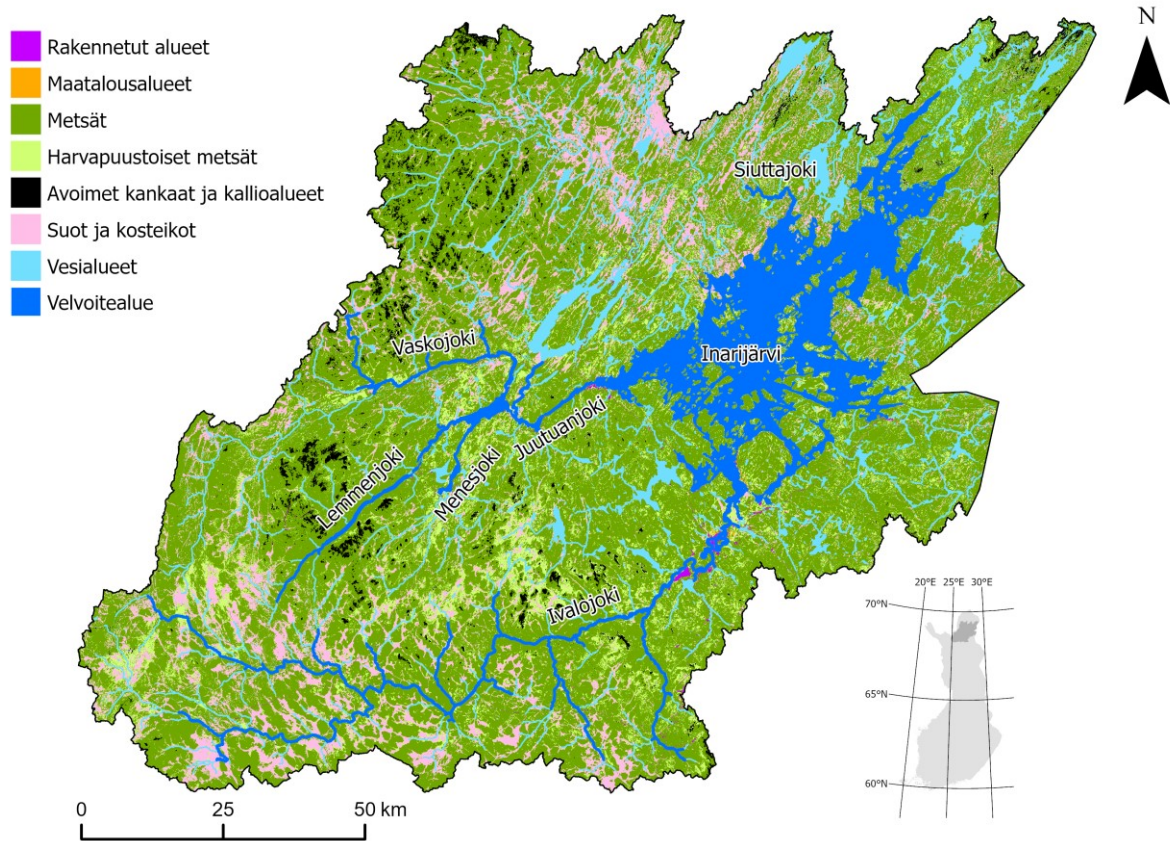 N
Rakennetut alueet
Maatalousalueet
Metsät
Harvapuustoiset metsät
Avoimet kankaat ja kallioalueet
Suot ja kosteikot
Vesialueet
Velvoitealue
Siuttajoki
Vaskojoki
Inarijärvi
Juutuanjoki
Lemmenjoki
Menesjoki
Ivalojoki
20°E 25°E 30°E
70°N
65°N
60°N
0 25 50 km